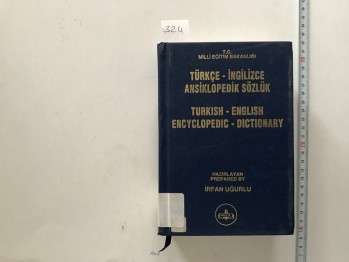 324
T.C.
MİLLİ EĞİTİM BAKANLIĞI
TÜRKÇE - İNGİLİZCE
ANSİKLOPEDİK SÖZLÜK
TURKISH - ENGLISH
ENCYCLOPEDIC - DICTIONARY
HAZIRLAYAN
PREPARED BY
İRFAN UĞURLU